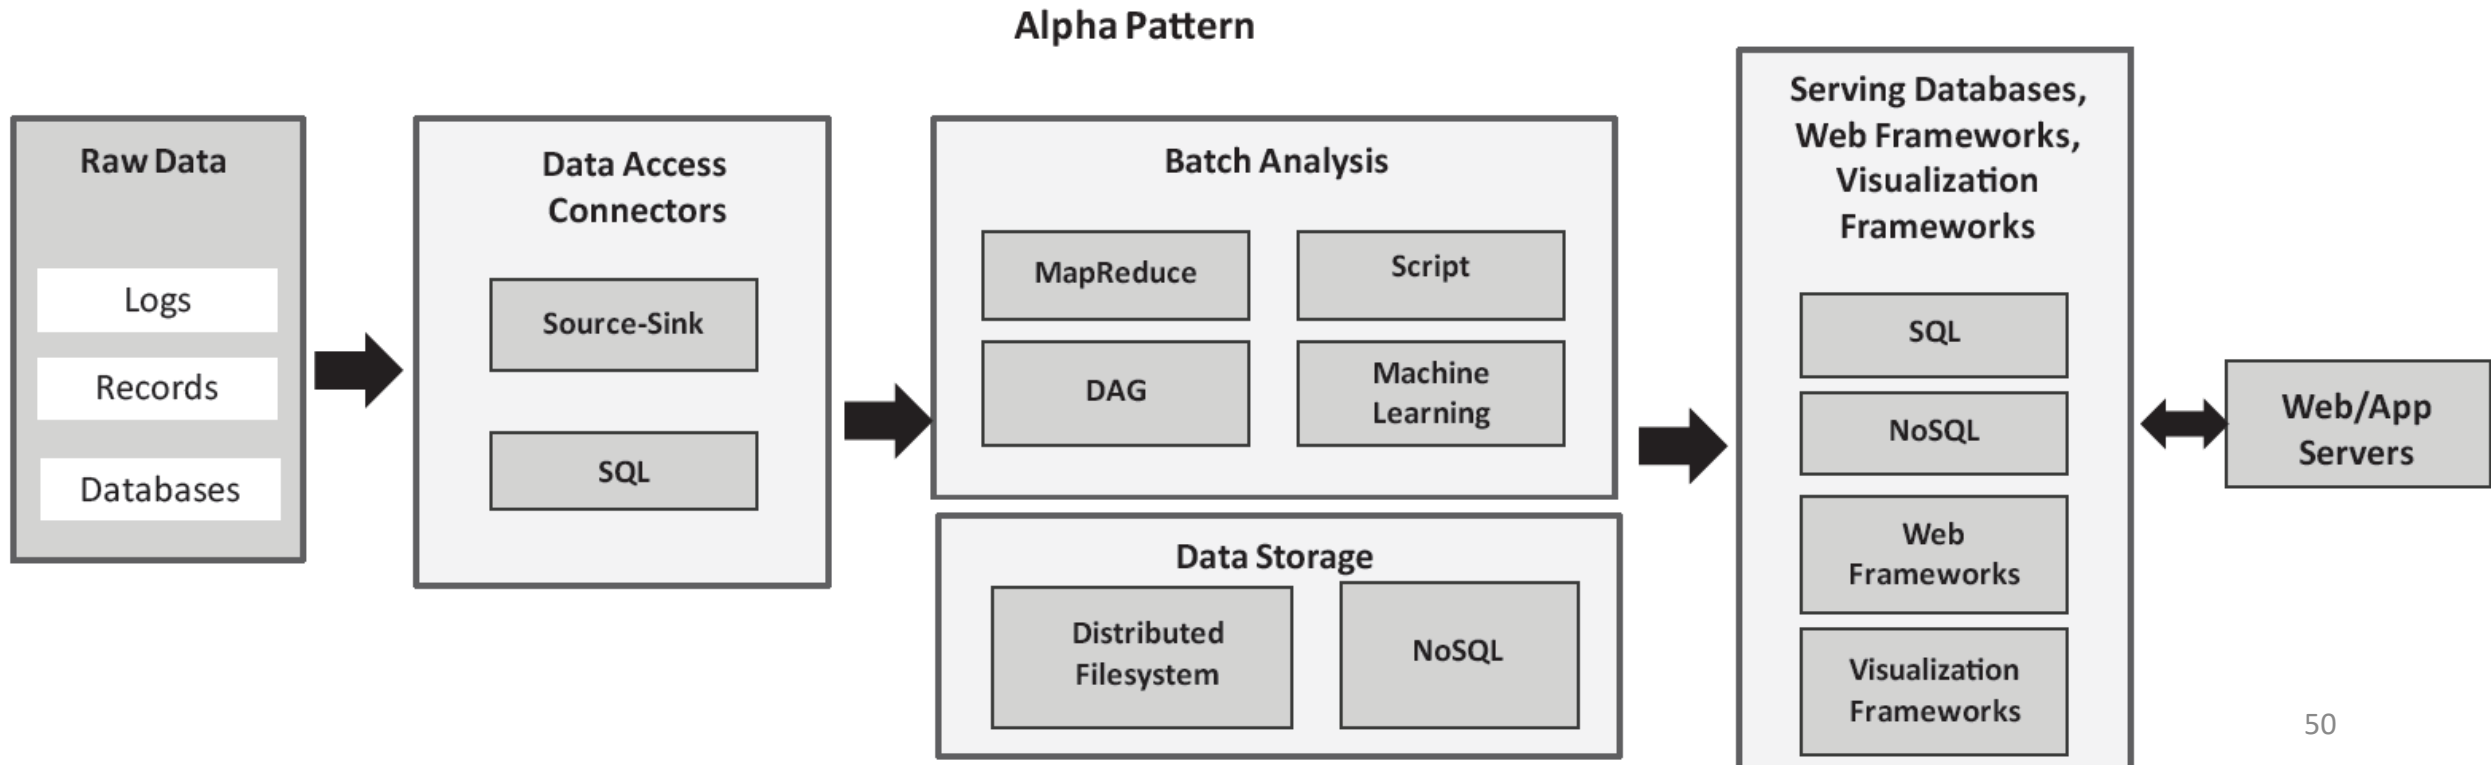 Alpha Pattern
Raw Data
Logs
Records
Databases
Data Access
Connectors
Source-Sink
SQL
Batch Analysis
MapReduce
Script
DAG
Machine
Learning
Data Storage
Distributed
Filesystem
NoSQL
Serving Databases,
Web Frameworks,
Visualization
Frameworks
SQL
NoSQL
Web
Frameworks
Visualization
Frameworks
Web/App
Servers
50